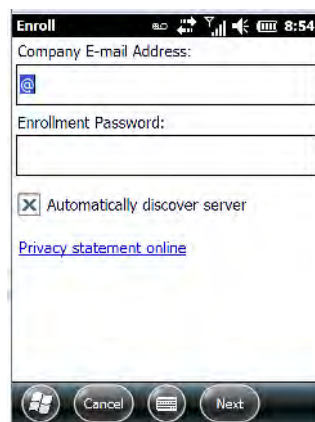 Enroll 8:54
Company E-mail Address:
@
Enrollment Password:
Automatically discover server
Privacy statement online
Cancel Next